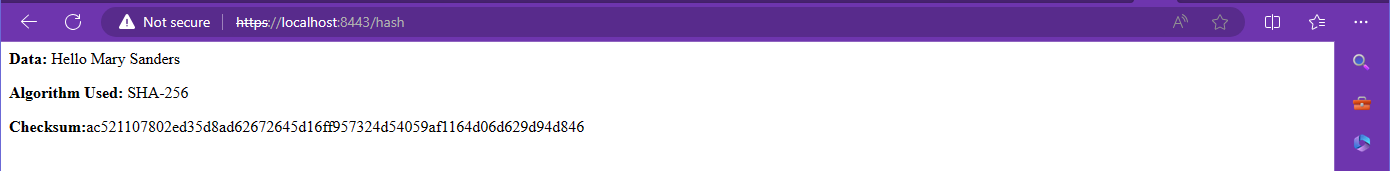 Not secure https://localhost:8443/hash
Data: Hello Mary Sanders
Algorithm Used: SHA-256
Checksum:ac521107802ed35d8ad62672645d16ff957324d54059af1164d06d629d94d846